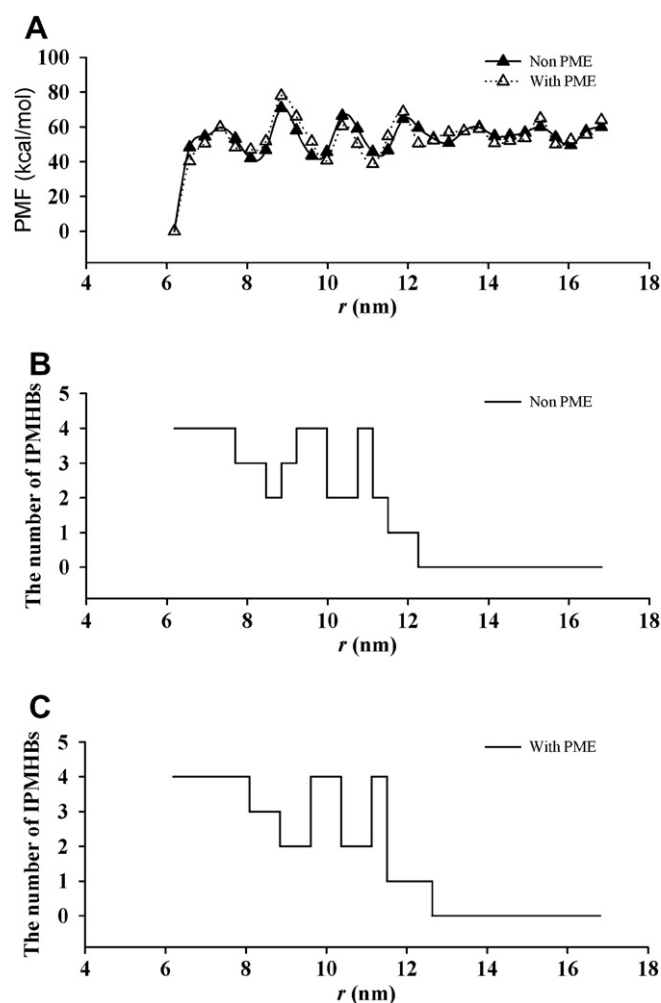 A
PMF (kcal/mol)
100
80
60
40
20
0
Non PME
With PME
4 6 8 10 12 14 16 18
r (nm)
B
The number of IPMHBs
5
4
3
2
1
0
Non PME
4 6 8 10 12 14 16 18
r (nm)
C
The number of IPMHBs
5
4
3
2
1
0
With PME
4 6 8 10 12 14 16 18
r (nm)